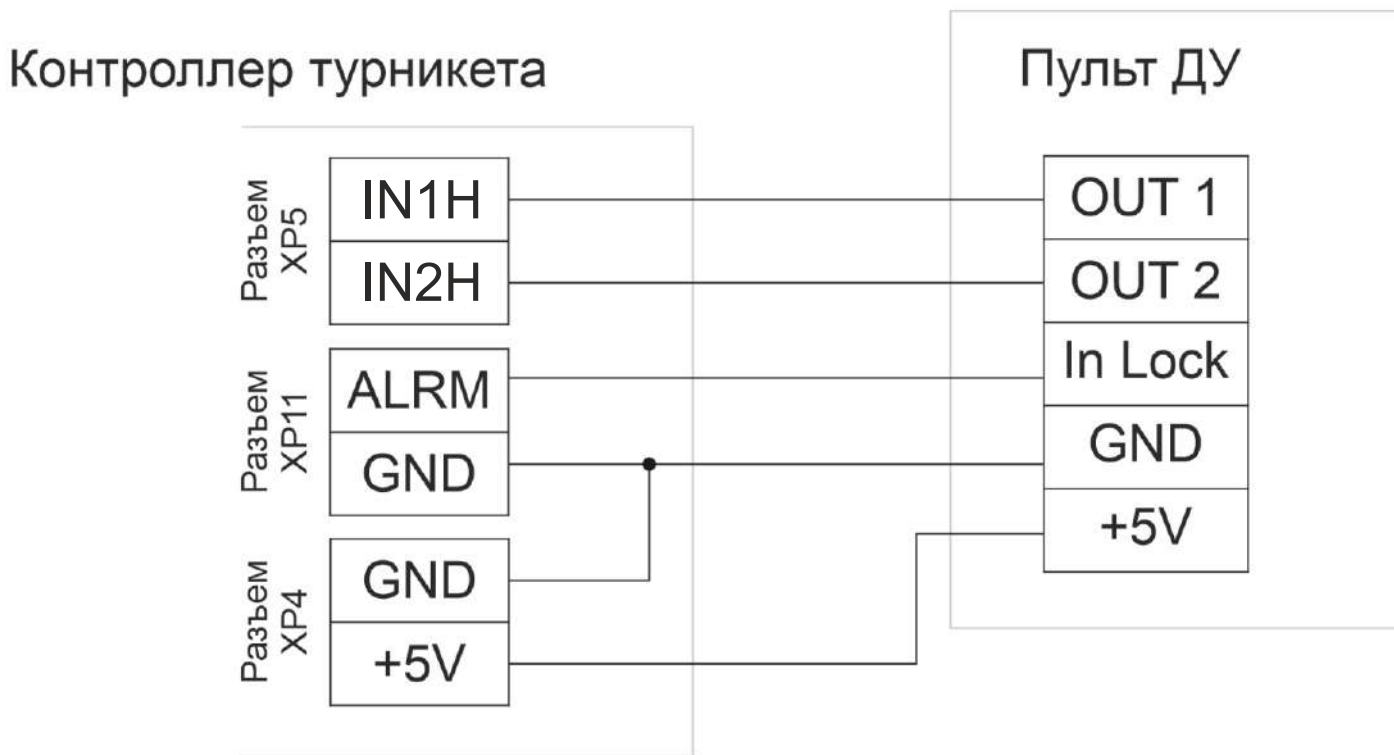 Контроллер турникета
Пульт ДУ
Разъем
XP5
IN1H
IN2H
Разъем
XP11
ALRM
GND
Разъем
XP4
GND
+5V
OUT 1
OUT 2
In Lock
GND
+5V